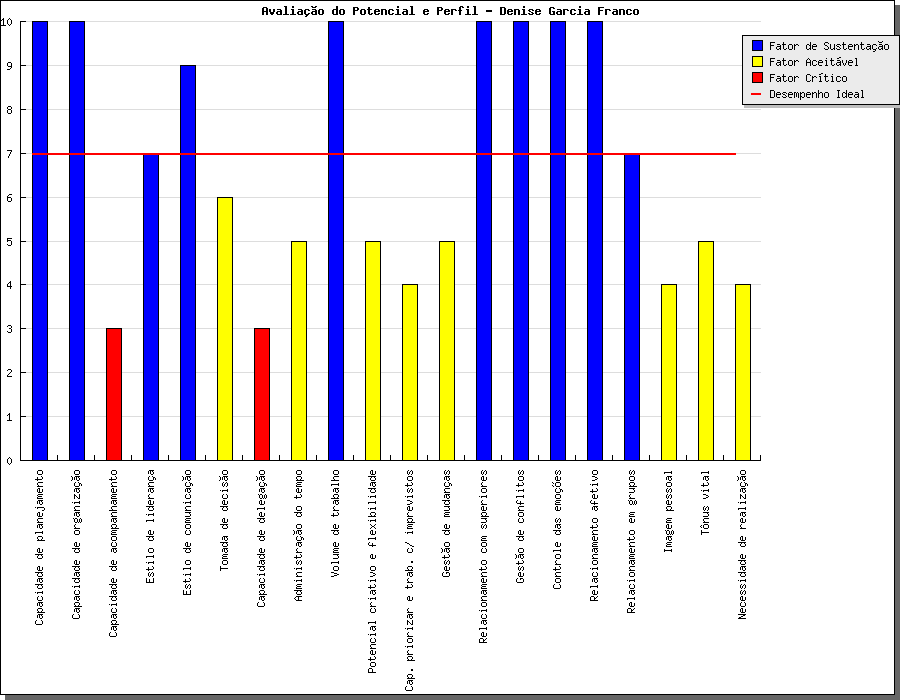 Avaliação do Potencial e Perfil - Denise Garcia Franco
10
9
8
7
6
5
4
3
2
1
0
Fator de Sustentação
Fator Aceitável
Fator Crítico
Desempenho Ideal
Capacidade de planejamento
Capacidade de organização
Capacidade de acompanhamento
Estilo de liderança
Estilo de comunicação
Tomada de decisão
Capacidade de delegação
Administração do tempo
Volume de trabalho
Potencial criativo e flexibilidade
Cap. priorizar e trab. c/ imprevistos
Gestão de mudanças
Relacionamento com superiores
Gestão de conflitos
Controle das emoções
Relacionamento afetivo
Relacionamento em grupos
Imagem pessoal
Tônus vital
Necessidade de realização